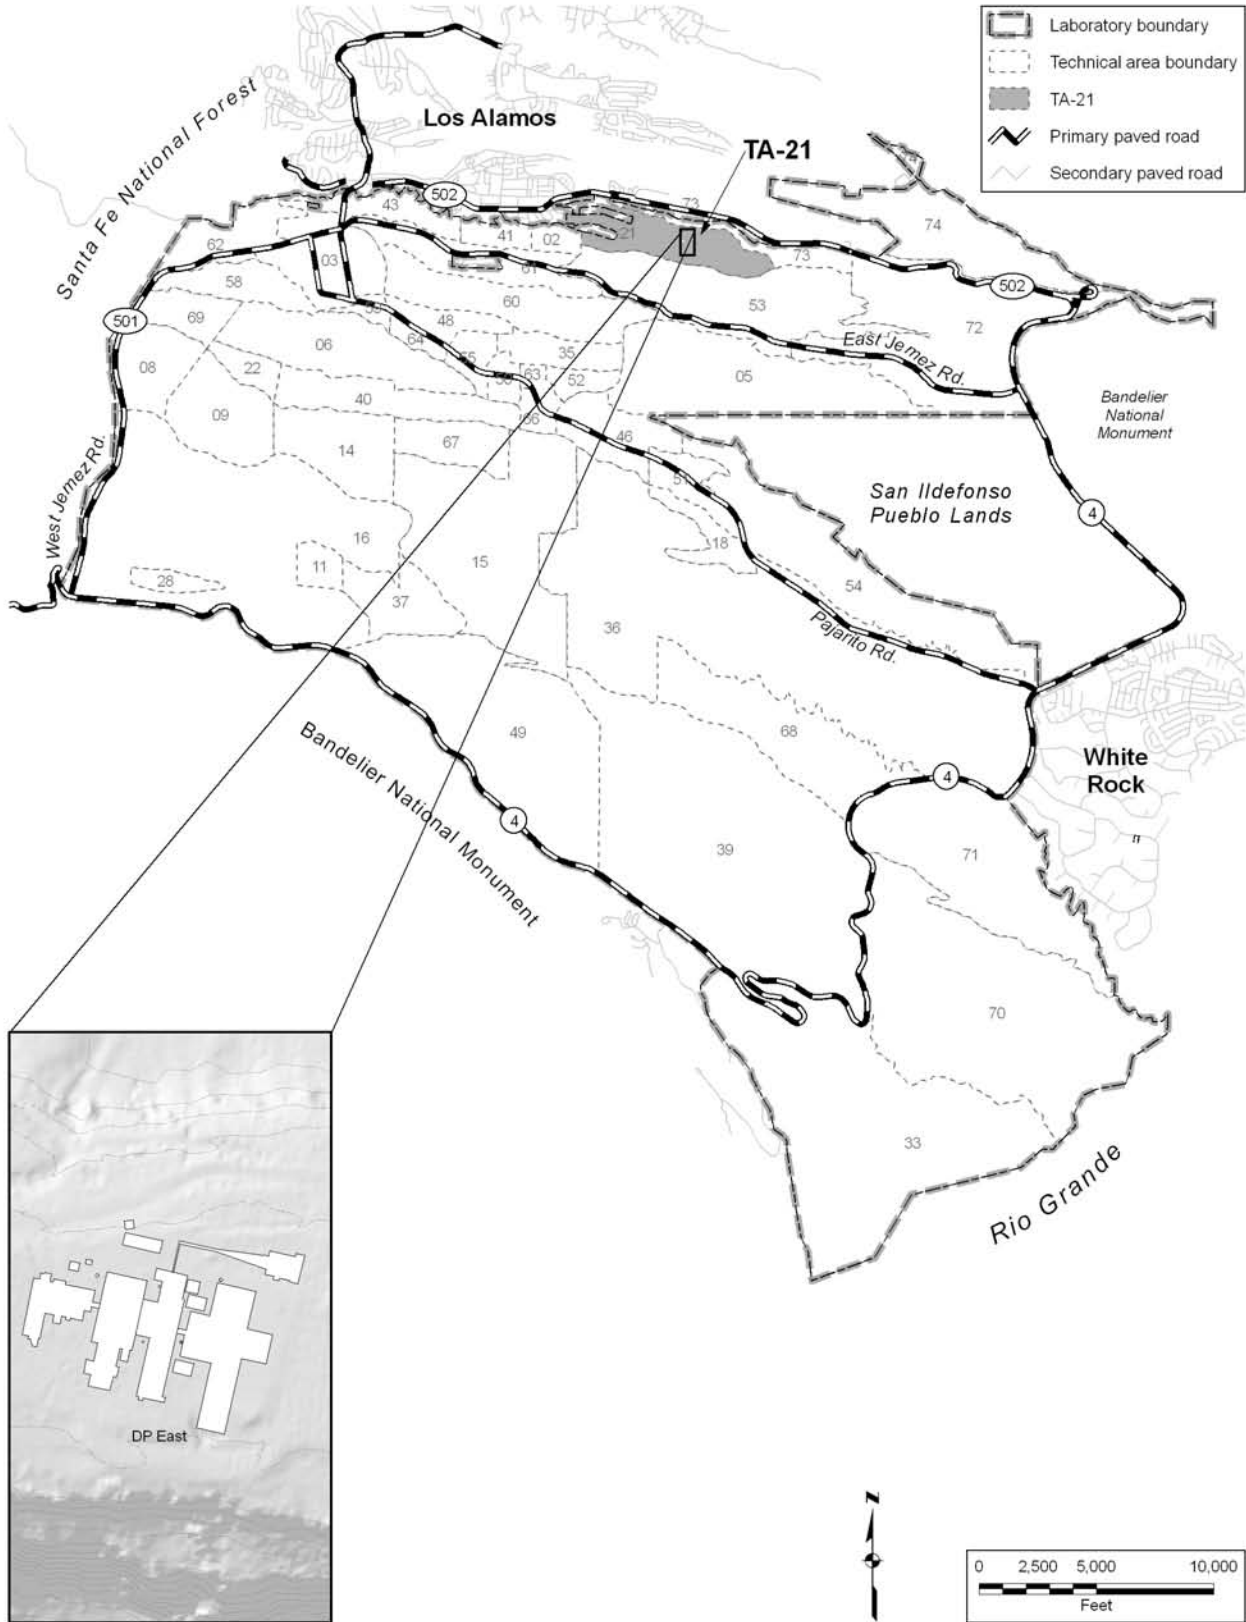 Laboratory boundary
Technical area boundary
TA-21
Primary paved road
Secondary paved road
Santa Fe National Forest
Los Alamos
TA-21
502
43
73
74
41
02
21
62
03
61
73
58
60
53
502
72
501
69
59
48
64
06
35
55
East Jemez Rd.
08
22
50
63
52
05
40
09
66
Bandelier
National
Monument
14
67
46
51
West Jemez Rd.
San Ildefonso
Pueblo Lands
4
16
15
18
11
28
37
54
36
Pajarito Rd.
49
68
Bandelier National Monument
4
White
Rock
4
39
71
70
33
Rio Grande
DP East
N
0 2,500 5,000 10,000
Feet